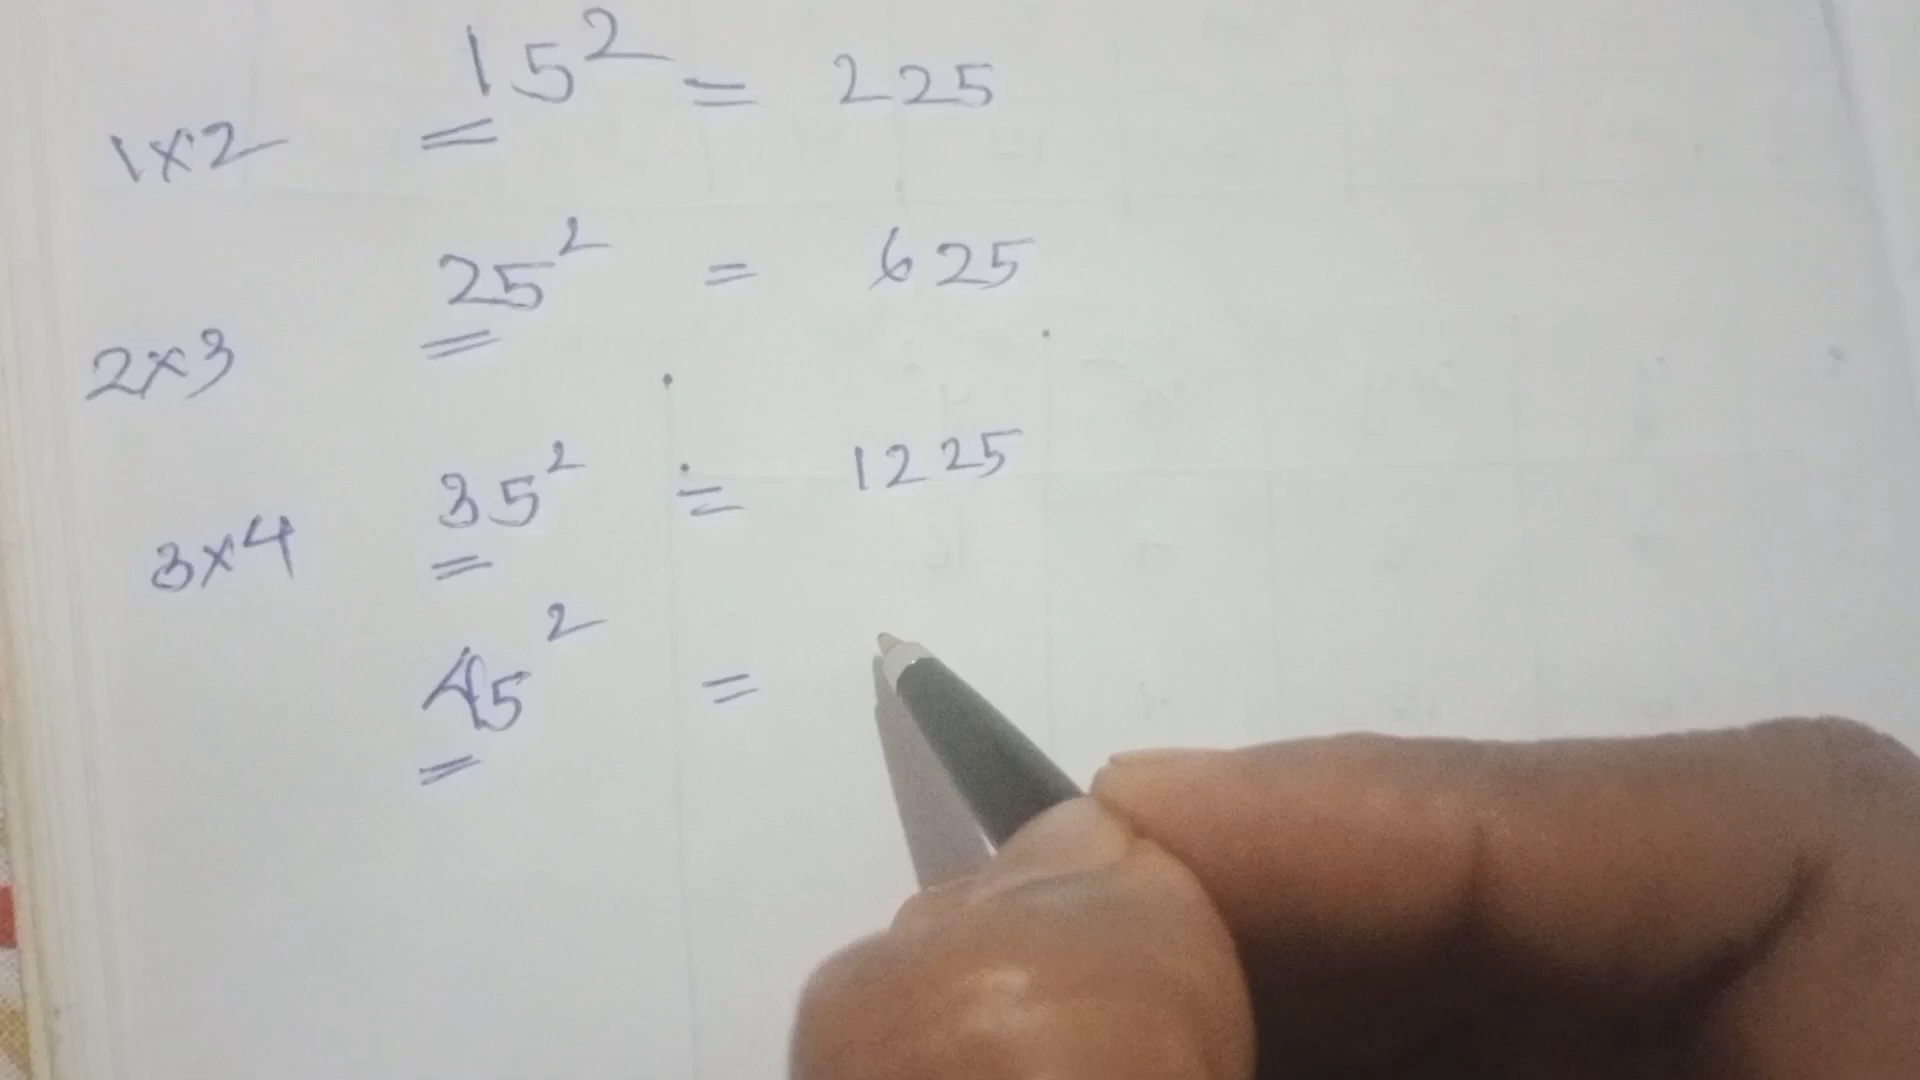 15² = 225
1×2
25² = 625
2×3
35² = 1225
3×4
45² =